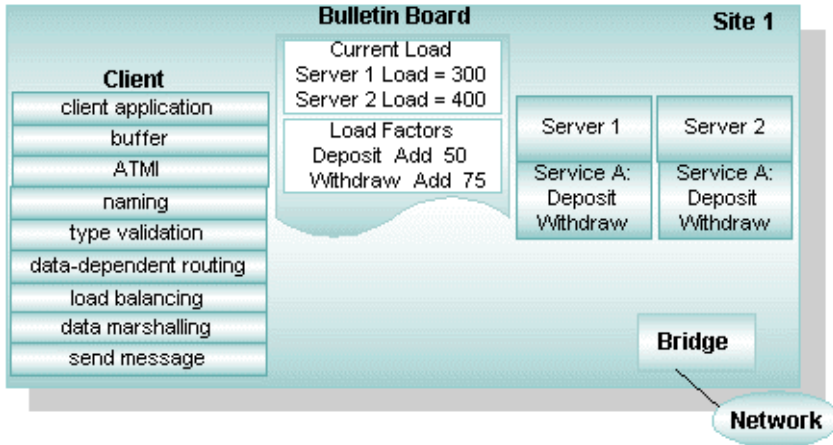 Bulletin Board
Site 1
Client
client application
buffer
ATMI
naming
type validation
data-dependent routing
load balancing
data marshalling
send message
Current Load
Server 1 Load = 300
Server 2 Load = 400
Load Factors
Deposit Add 50
Withdraw Add 75
Server 1
Service A:
Deposit
Withdraw
Server 2
Service A:
Deposit
Withdraw
Bridge
Network